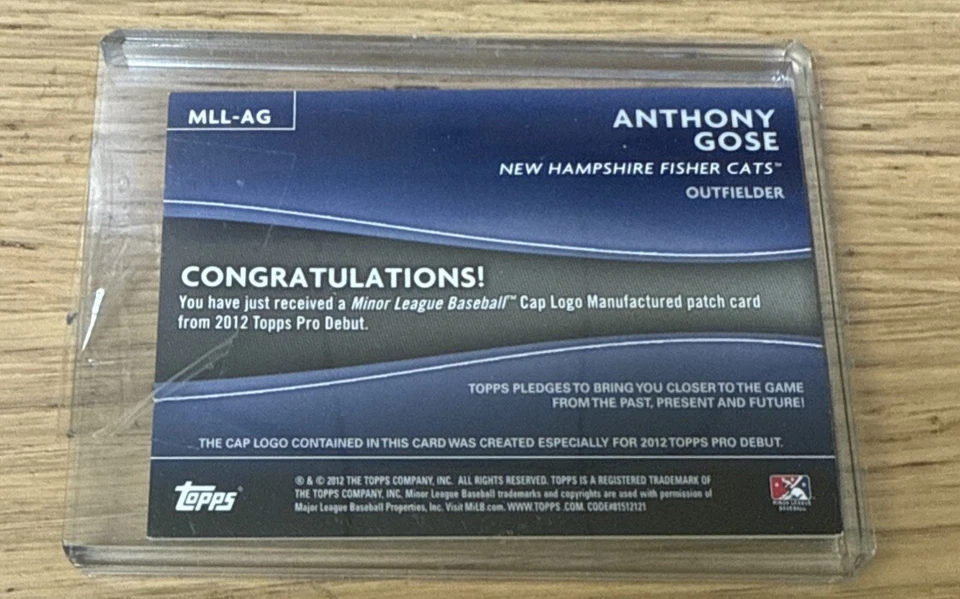 MLL-AG
ANTHONY
GOSE
NEW HAMPSHIRE FISHER CATS™
OUTFIELDER
CONGRATULATIONS!
You have just received a Minor League Baseball™ Cap Logo Manufactured patch card
from 2012 Topps Pro Debut.
TOPPS PLEDGES TO BRING YOU CLOSER TO THE GAME
FROM THE PAST, PRESENT AND FUTURE!
THE CAP LOGO CONTAINED IN THIS CARD WAS CREATED ESPECIALLY FOR 2012 TOPPS PRO DEBUT.
Topps®
® & © 2012 THE TOPPS COMPANY, INC. ALL RIGHTS RESERVED. TOPPS IS A REGISTERED TRADEMARK OF
THE TOPPS COMPANY, INC. Minor League Baseball trademarks and copyrights are used with permission of
Major League Baseball Properties, Inc. Visit MiLB.com. WWW.TOPPS.COM. CODE#81512121
MINOR LEAGUE
BASEBALL